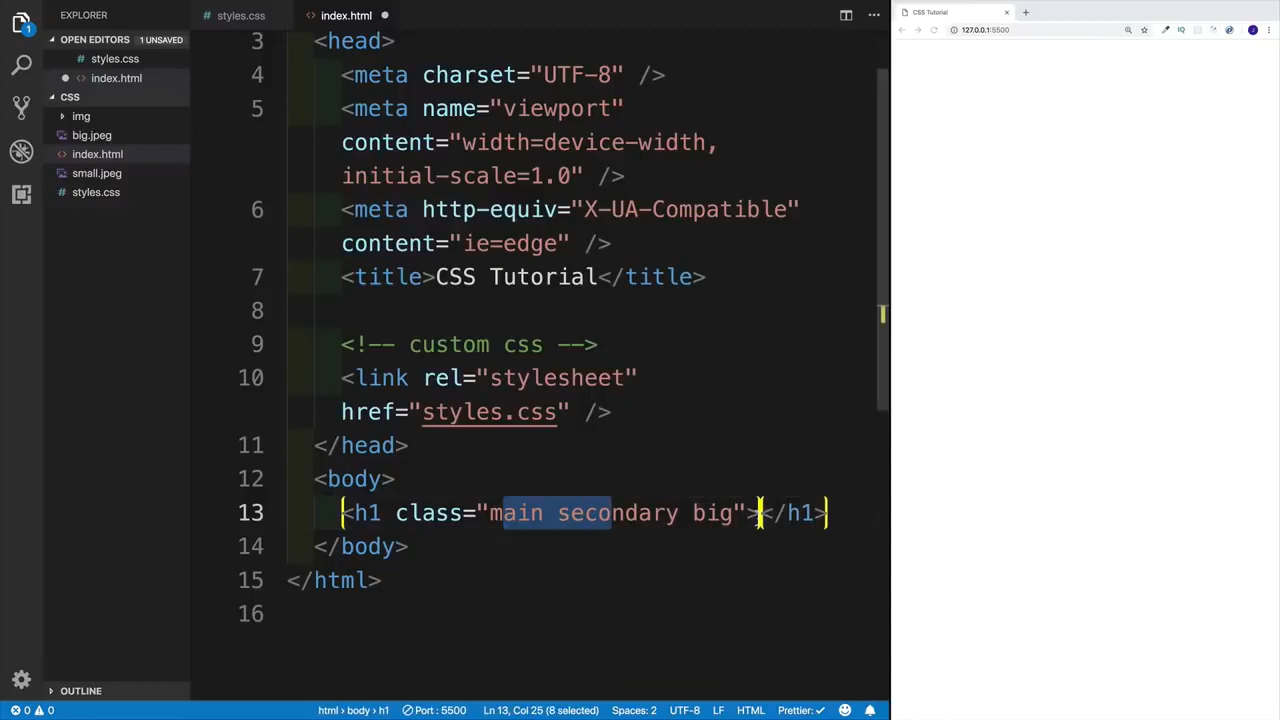 EXPLORER
OPEN EDITORS 1 UNSAVED
styles.css
index.html
CSS
img
big.jpeg
index.html
small.jpeg
styles.css
OUTLINE
1
styles.css
index.html
3 <head>
4 <meta charset="UTF-8" />
5 <meta name="viewport"
content="width=device-width,
initial-scale=1.0" />
6 <meta http-equiv="X-UA-Compatible"
content="ie=edge" />
7 <title>CSS Tutorial</title>
8
9 <!-- custom css -->
10 <link rel="stylesheet"
href="styles.css" />
11 </head>
12 <body>
13 <h1 class="main secondary big"></h1>
14 </body>
15 </html>
16
0 0 html › body › h1 Port : 5500 Ln 13, Col 25 (8 selected) Spaces: 2 UTF-8 LF HTML Prettier: ✓
CSS Tutorial
127.0.0.1:5500
IQ
J